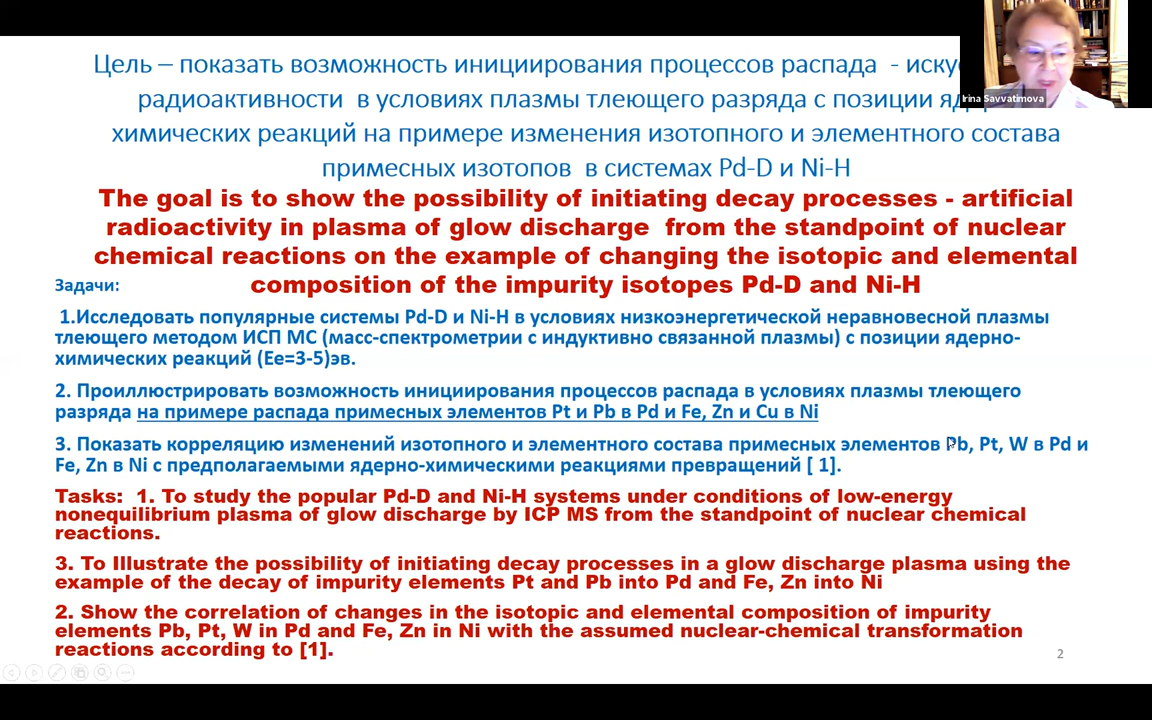 Цель – показать возможность инициирования процессов распада - иску
радиоактивности в условиях плазмы тлеющего разряда с позиции
химических реакций на примере изменения изотопного и элементного состава
примесных изотопов в системах Pd-D и Ni-H
The goal is to show the possibility of initiating decay processes - artificial
radioactivity in plasma of glow discharge from the standpoint of nuclear
chemical reactions on the example of changing the isotopic and elemental
composition of the impurity isotopes Pd-D and Ni-H
Задачи:
1.Исследовать популярные системы Pd-D и Ni-H в условиях низкоэнергетической неравновесной плазмы
тлеющего методом ИСП МС (масс-спектрометрии с индуктивно связанной плазмы) с позиции ядерно-
химических реакций (Ee=3-5)эв.
2. Проиллюстрировать возможность инициирования процессов распада в условиях плазмы тлеющего
разряда на примере распада примесных элементов Pt и Pb в Pd и Fe, Zn и Cu в Ni
3. Показать корреляцию изменений изотопного и элементного состава примесных элементов Pb, Pt, W в Pd и
Fe, Zn в Ni с предполагаемыми ядерно-химическими реакциями превращений [ 1].
Tasks: 1. To study the popular Pd-D and Ni-H systems under conditions of low-energy
nonequilibrium plasma of glow discharge by ICP MS from the standpoint of nuclear chemical
reactions.
3. To Illustrate the possibility of initiating decay processes in a glow discharge plasma using the
example of the decay of impurity elements Pt and Pb into Pd and Fe, Zn into Ni
2. Show the correlation of changes in the isotopic and elemental composition of impurity
elements Pb, Pt, W in Pd and Fe, Zn in Ni with the assumed nuclear-chemical transformation
reactions according to [1].
2
Irina Savvatimova